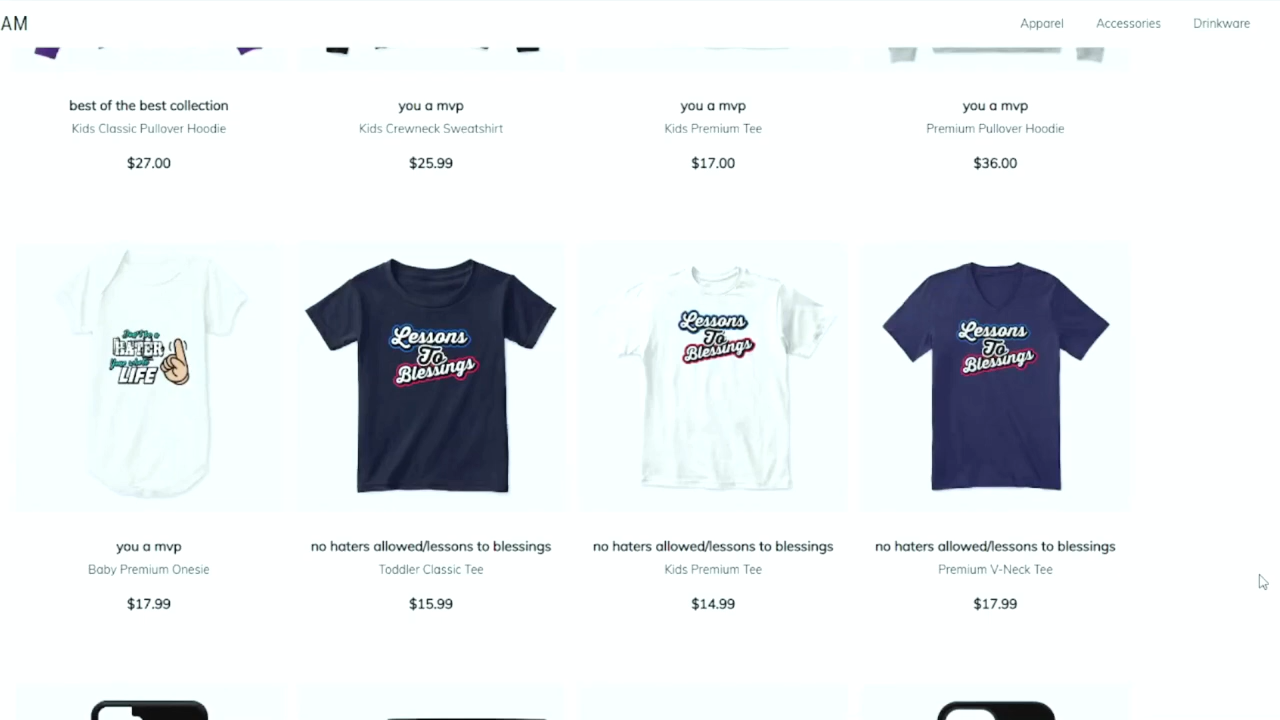 AM
Apparel
Accessories
Drinkware
best of the best collection
Kids Classic Pullover Hoodie
$27.00
you a mvp
Kids Crewneck Sweatshirt
$25.99
you a mvp
Kids Premium Tee
$17.00
you a mvp
Premium Pullover Hoodie
$36.00
HATER
LIFE
you a mvp
Baby Premium Onesie
$17.99
Lessons
To
Blessings
no haters allowed/lessons to blessings
Toddler Classic Tee
$15.99
Lessons
To
Blessings
no haters allowed/lessons to blessings
Kids Premium Tee
$14.99
Lessons
To
Blessings
no haters allowed/lessons to blessings
Premium V-Neck Tee
$17.99